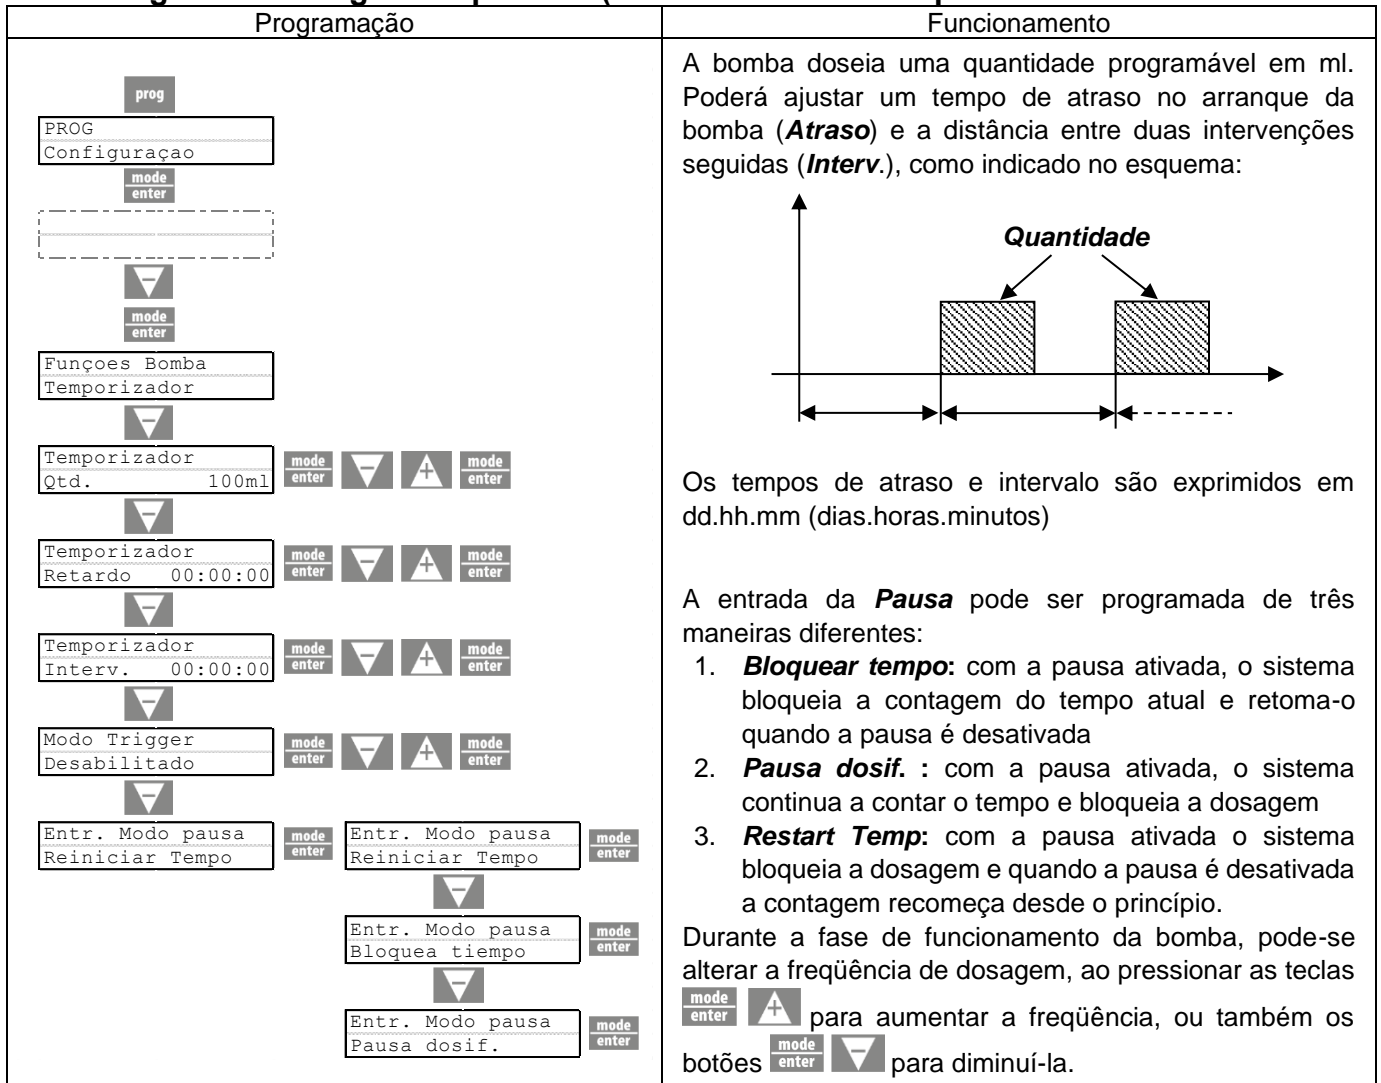 Programação
Funcionamento
prog
PROG
Configuraçao
mode
enter
mode
enter
Funçoes Bomba
Temporizador
Temporizador
Qtd. 100ml
mode
enter
mode
enter
Temporizador
Retardo 00:00:00
mode
enter
mode
enter
Temporizador
Interv. 00:00:00
mode
enter
mode
enter
Modo Trigger
Desabilitado
mode
enter
mode
enter
Entr. Modo pausa
Reiniciar Tempo
mode
enter
Entr. Modo pausa
Reiniciar Tempo
mode
enter
Entr. Modo pausa
Bloquea tiempo
mode
enter
Entr. Modo pausa
Pausa dosif.
mode
enter
A bomba doseia uma quantidade programável em ml.
Poderá ajustar um tempo de atraso no arranque da
bomba (Atraso) e a distância entre duas intervenções
seguidas (Interv.), como indicado no esquema:
Quantidade
Os tempos de atraso e intervalo são exprimidos em
dd.hh.mm (dias.horas.minutos)
A entrada da Pausa pode ser programada de três
maneiras diferentes:
1. Bloquear tempo: com a pausa ativada, o sistema
bloqueia a contagem do tempo atual e retoma-o
quando a pausa é desativada
2. Pausa dosif. : com a pausa ativada, o sistema
continua a contar o tempo e bloqueia a dosagem
3. Restart Temp: com a pausa ativada o sistema
bloqueia a dosagem e quando a pausa é desativada
a contagem recomeça desde o princípio.
Durante a fase de funcionamento da bomba, pode-se
alterar a freqüência de dosagem, ao pressionar as teclas
mode
enter
para aumentar a freqüência, ou também os
botões mode
enter
para diminuí-la.